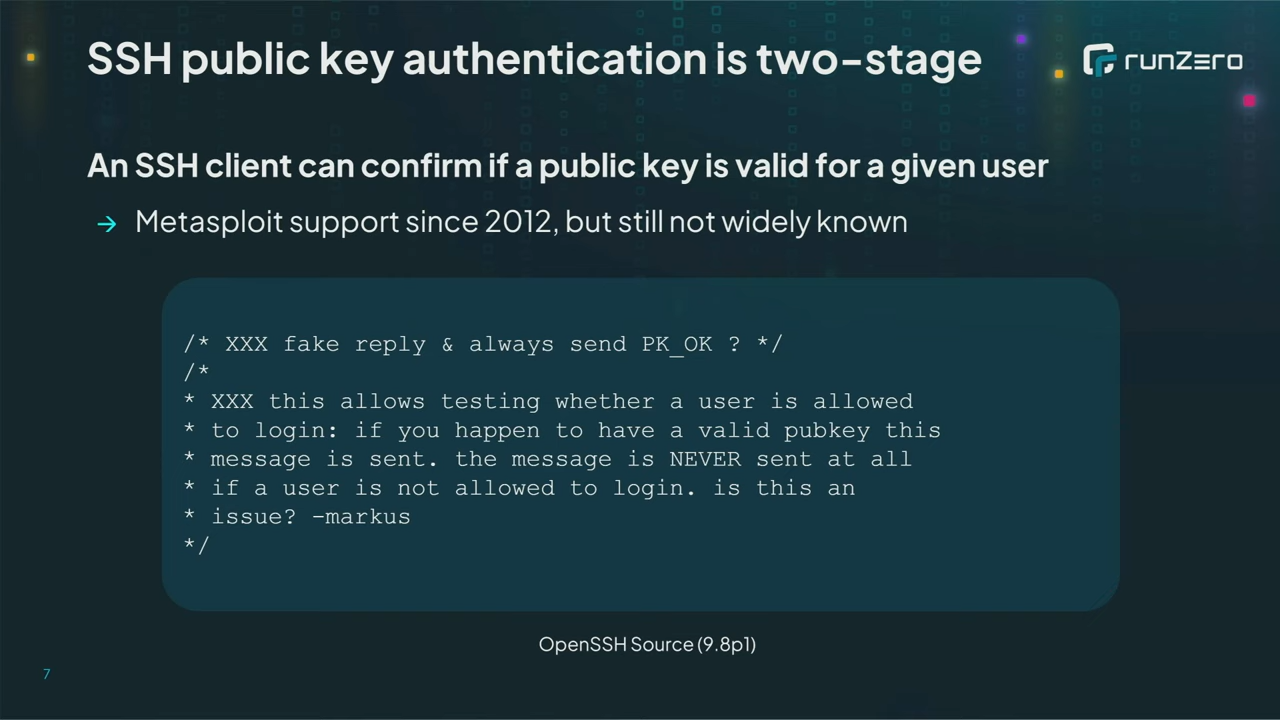 SSH public key authentication is two-stage
runZero
An SSH client can confirm if a public key is valid for a given user
→ Metasploit support since 2012, but still not widely known
/* XXX fake reply & always send PK_OK ? */
/*
* XXX this allows testing whether a user is allowed
* to login: if you happen to have a valid pubkey this
* message is sent. the message is NEVER sent at all
* if a user is not allowed to login. is this an
* issue? -markus
*/
OpenSSH Source (9.8p1)
7